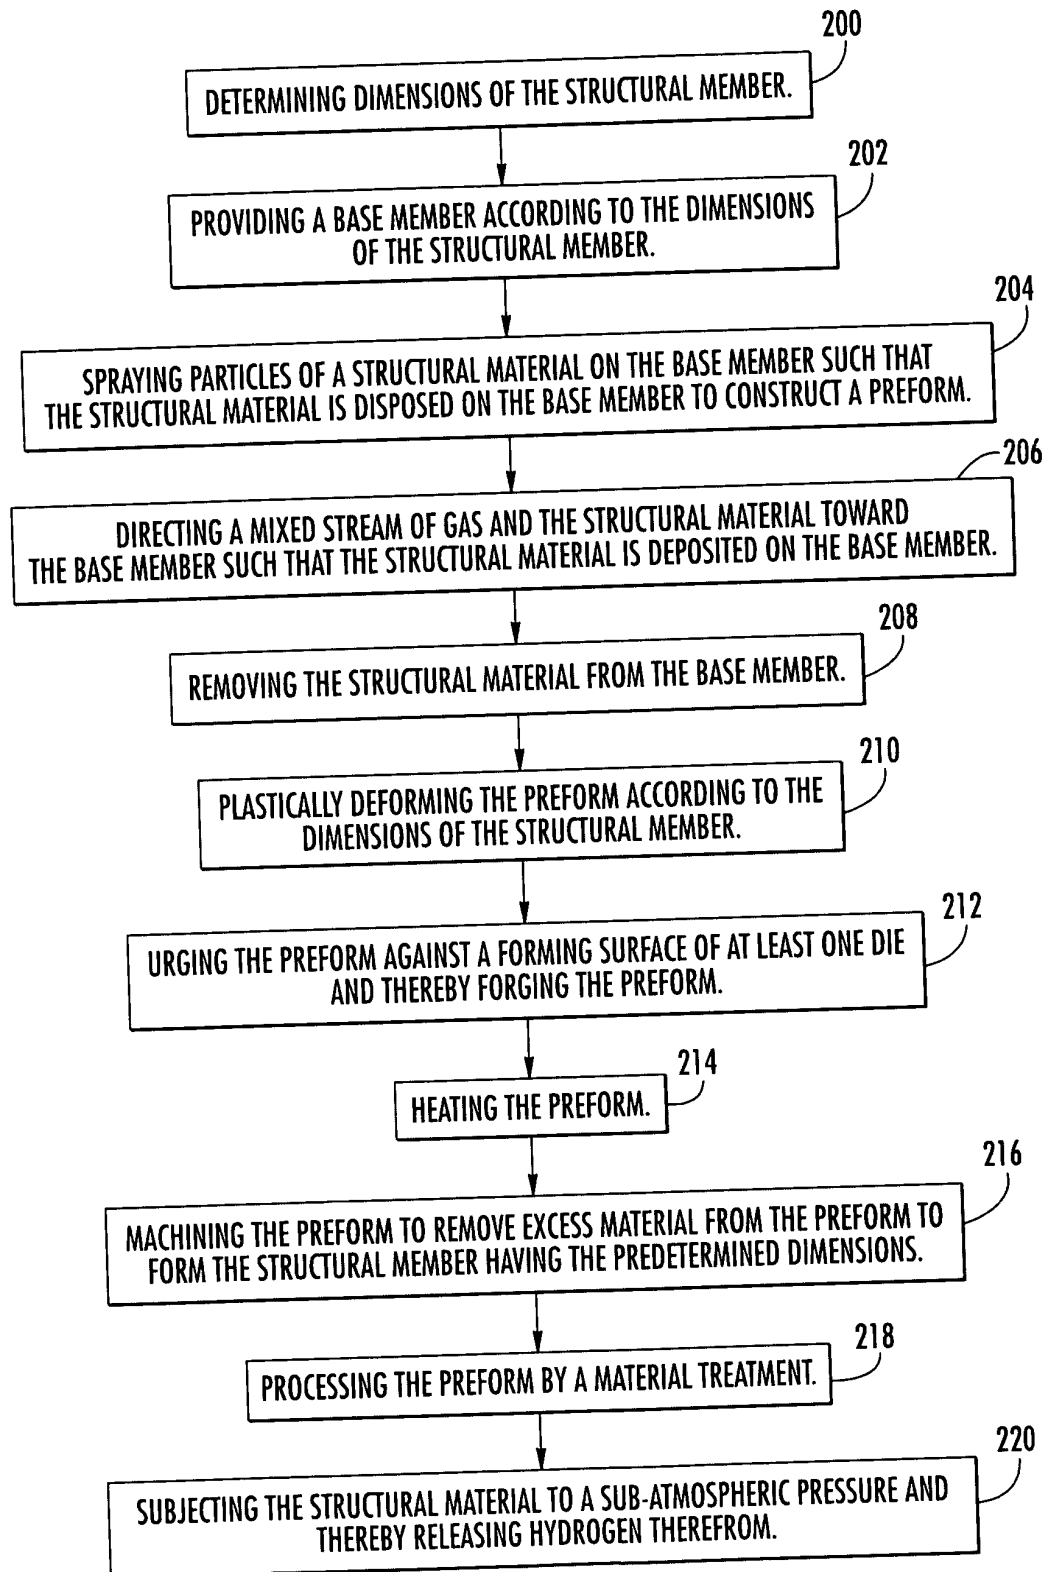 200
DETERMINING DIMENSIONS OF THE STRUCTURAL MEMBER.
202
PROVIDING A BASE MEMBER ACCORDING TO THE DIMENSIONS
OF THE STRUCTURAL MEMBER.
204
SPRAYING PARTICLES OF A STRUCTURAL MATERIAL ON THE BASE MEMBER SUCH THAT
THE STRUCTURAL MATERIAL IS DISPOSED ON THE BASE MEMBER TO CONSTRUCT A PREFORM.
206
DIRECTING A MIXED STREAM OF GAS AND THE STRUCTURAL MATERIAL TOWARD
THE BASE MEMBER SUCH THAT THE STRUCTURAL MATERIAL IS DEPOSITED ON THE BASE MEMBER.
208
REMOVING THE STRUCTURAL MATERIAL FROM THE BASE MEMBER.
210
PLASTICALLY DEFORMING THE PREFORM ACCORDING TO THE
DIMENSIONS OF THE STRUCTURAL MEMBER.
212
URGING THE PREFORM AGAINST A FORMING SURFACE OF AT LEAST ONE DIE
AND THEREBY FORGING THE PREFORM.
214
HEATING THE PREFORM.
216
MACHINING THE PREFORM TO REMOVE EXCESS MATERIAL FROM THE PREFORM TO
FORM THE STRUCTURAL MEMBER HAVING THE PREDETERMINED DIMENSIONS.
218
PROCESSING THE PREFORM BY A MATERIAL TREATMENT.
220
SUBJECTING THE STRUCTURAL MATERIAL TO A SUB-ATMOSPHERIC PRESSURE AND
THEREBY RELEASING HYDROGEN THEREFROM.